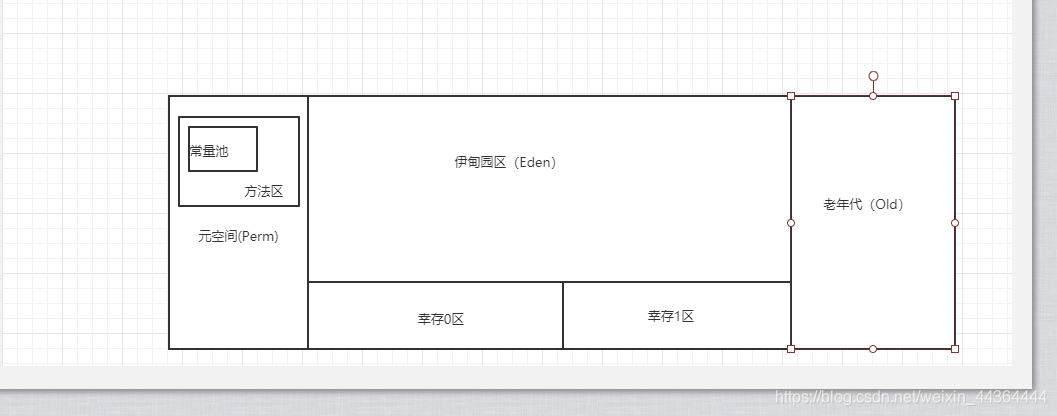 常量池
方法区
元空间(Perm)
伊甸园区（Eden）
幸存0区
幸存1区
老年代（Old）
https://blog.csdn.net/weixin_44364444